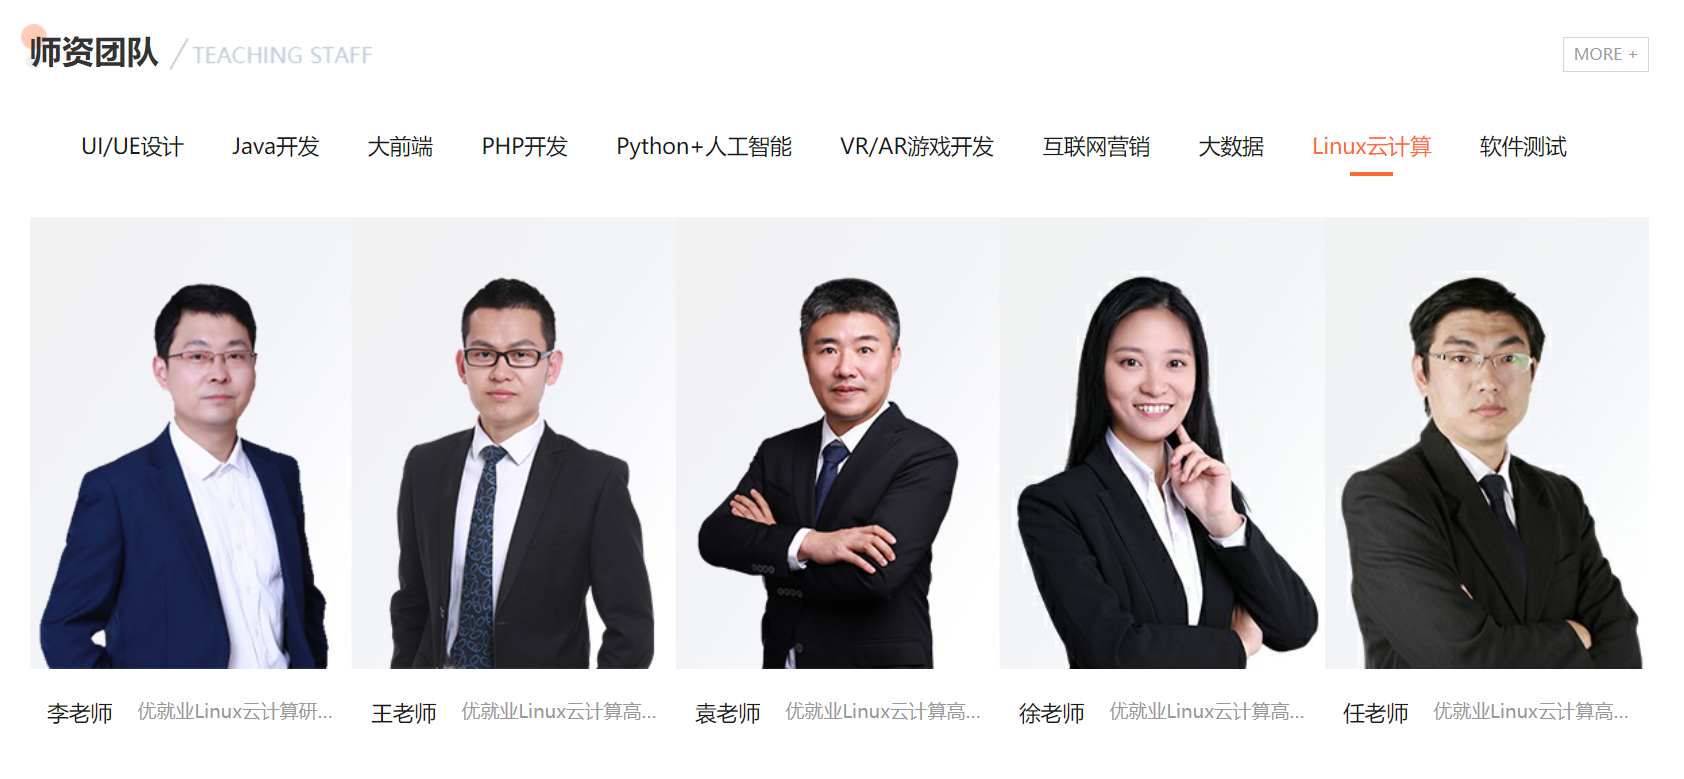 师资团队 / TEACHING STAFF
MORE +
UI/UE设计 Java开发 大前端 PHP开发 Python+人工智能 VR/AR游戏开发 互联网营销 大数据 Linux云计算 软件测试
李老师 优就业Linux云计算研...
王老师 优就业Linux云计算高...
袁老师 优就业Linux云计算高...
徐老师 优就业Linux云计算高...
任老师 优就业Linux云计算高...